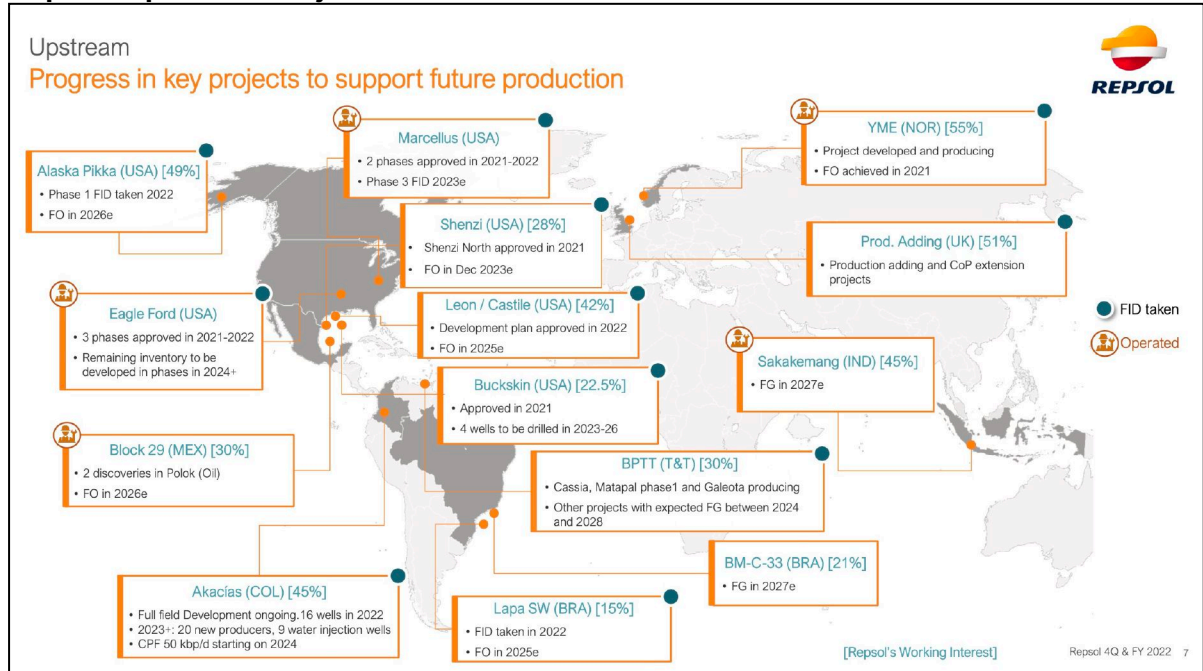 Upstream
Progress in key projects to support future production
REPSOL
Alaska Pikka (USA) [49%]
• Phase 1 FID taken 2022
• FO in 2026e
Marcellus (USA)
• 2 phases approved in 2021-2022
• Phase 3 FID 2023e
YME (NOR) [55%]
• Project developed and producing
• FO achieved in 2021
Shenzi (USA) [28%]
• Shenzi North approved in 2021
• FO in Dec 2023e
Prod. Adding (UK) [51%]
• Production adding and CoP extension
projects
Eagle Ford (USA)
• 3 phases approved in 2021-2022
• Remaining inventory to be
developed in phases in 2024+
Leon / Castile (USA) [42%]
• Development plan approved in 2022
• FO in 2025e
FID taken
Operated
Sakakemang (IND) [45%]
• FG in 2027e
Buckskin (USA) [22.5%]
• Approved in 2021
• 4 wells to be drilled in 2023-26
Block 29 (MEX) [30%]
• 2 discoveries in Polok (Oil)
• FO in 2026e
BPTT (T&T) [30%]
• Cassia, Matapal phase1 and Galeota producing
• Other projects with expected FG between 2024
and 2028
BM-C-33 (BRA) [21%]
• FG in 2027e
Akacías (COL) [45%]
• Full field Development ongoing.16 wells in 2022
• 2023+: 20 new producers, 9 water injection wells
• CPF 50 kbp/d starting on 2024
Lapa SW (BRA) [15%]
• FID taken in 2022
• FO in 2025e
[Repsol's Working Interest]
Repsol 4Q & FY 2022 7